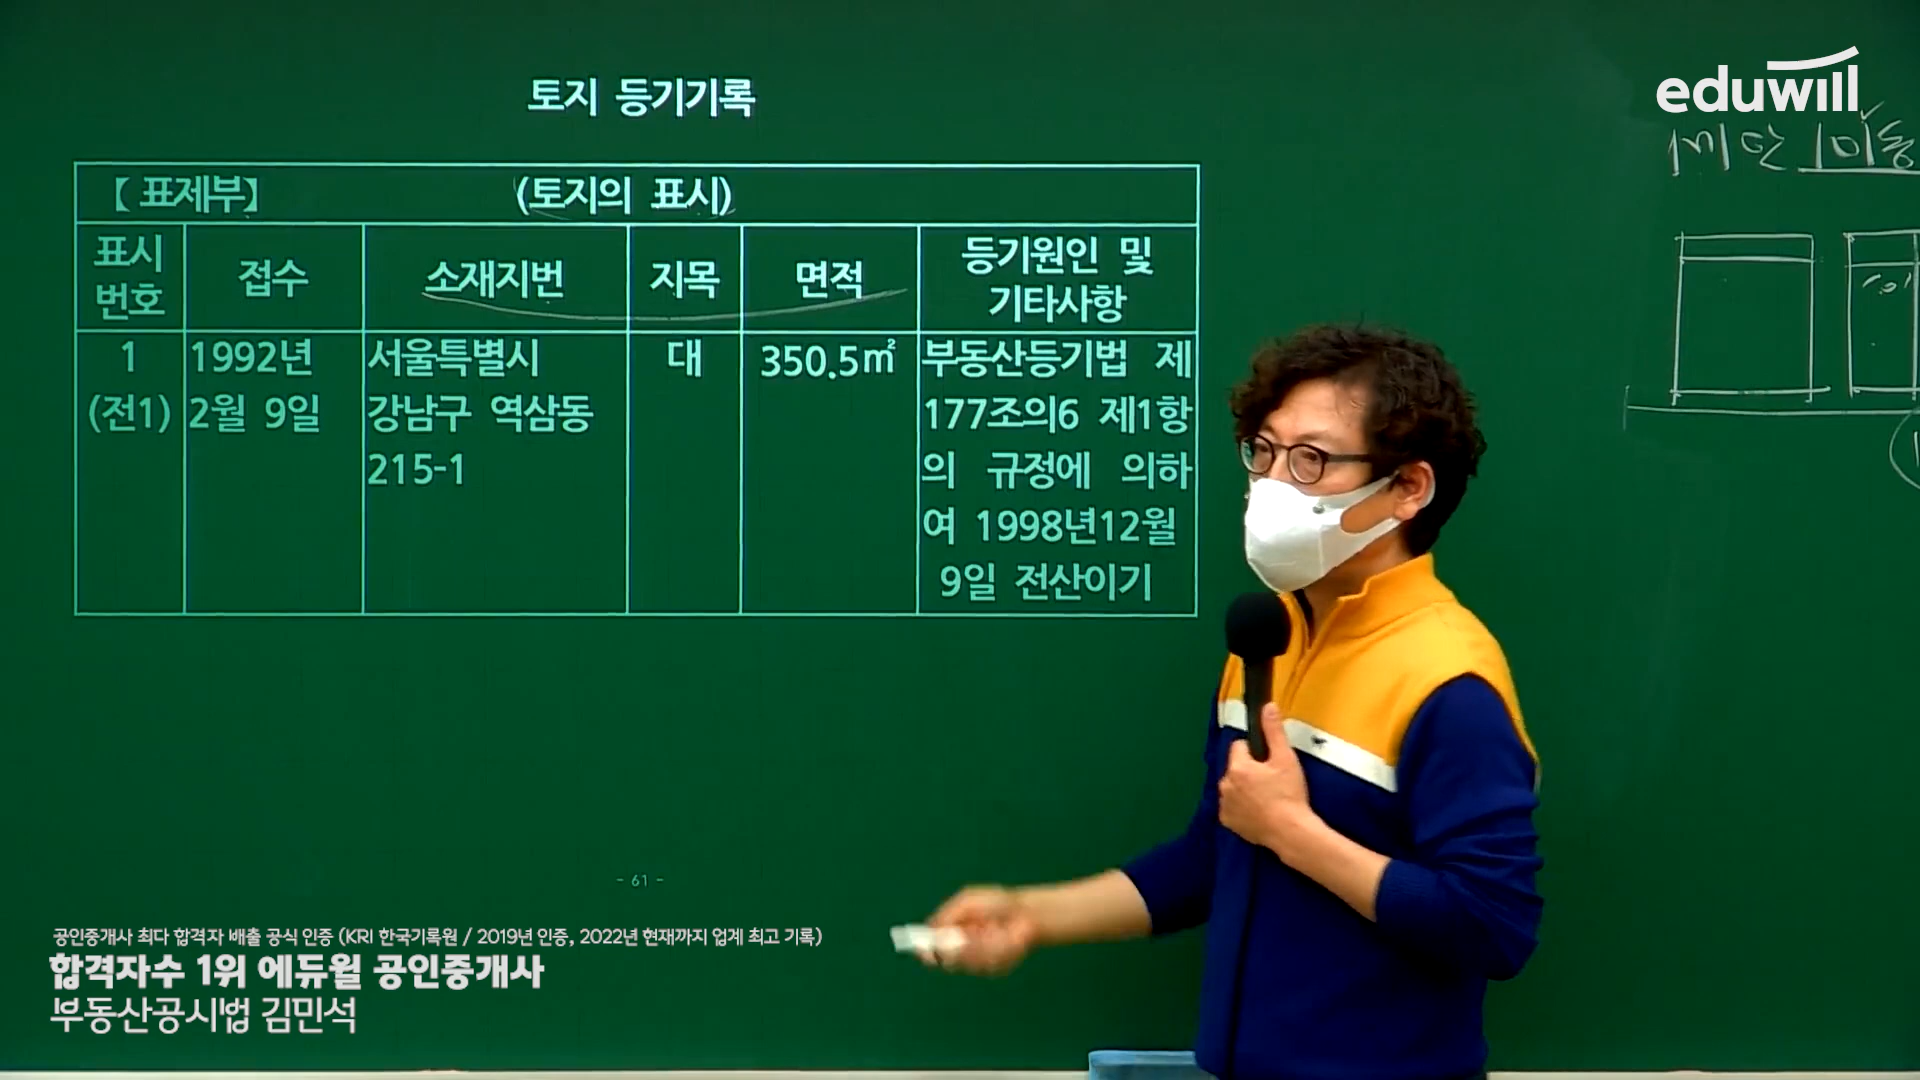 eduwill
토지 등기기록
【 표제부】 (토지의 표시)
표시
번호
접수
소재지번
지목
면적
등기원인 및
기타사항
1
(전1)
1992년
2월 9일
서울특별시
강남구 역삼동
215-1
대
350.5㎡
부동산등기법 제
177조의6 제1항
의 규정에 의하
여 1998년12월
9일 전산이기
- 61 -
공인중개사 최다 합격자 배출 공식 인증 (KRI 한국기록원 / 2019년 인증, 2022년 현재까지 업계 최고 기록)
합격자수 1위 에듀윌 공인중개사
부동산공시법 김민석